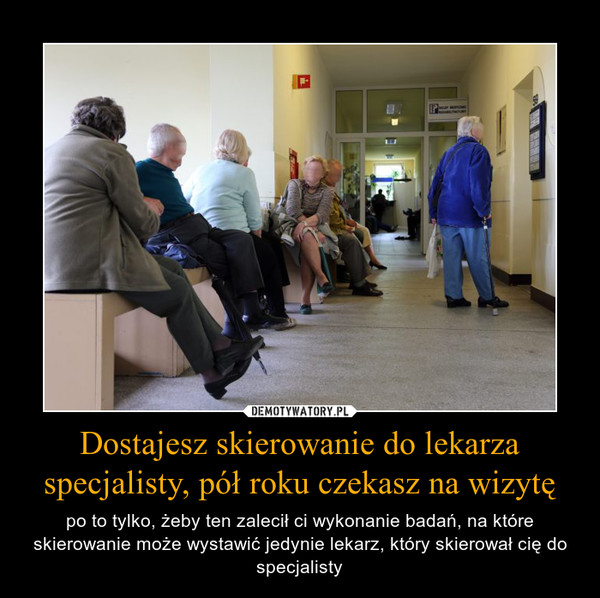 DEMOTYWATORY.PL
Dostajesz skierowanie do lekarza
specjalisty, pół roku czekasz na wizytę
po to tylko, żeby ten zalecił ci wykonanie badań, na które
skierowanie może wystawić jedynie lekarz, który skierował cię do
specjalisty